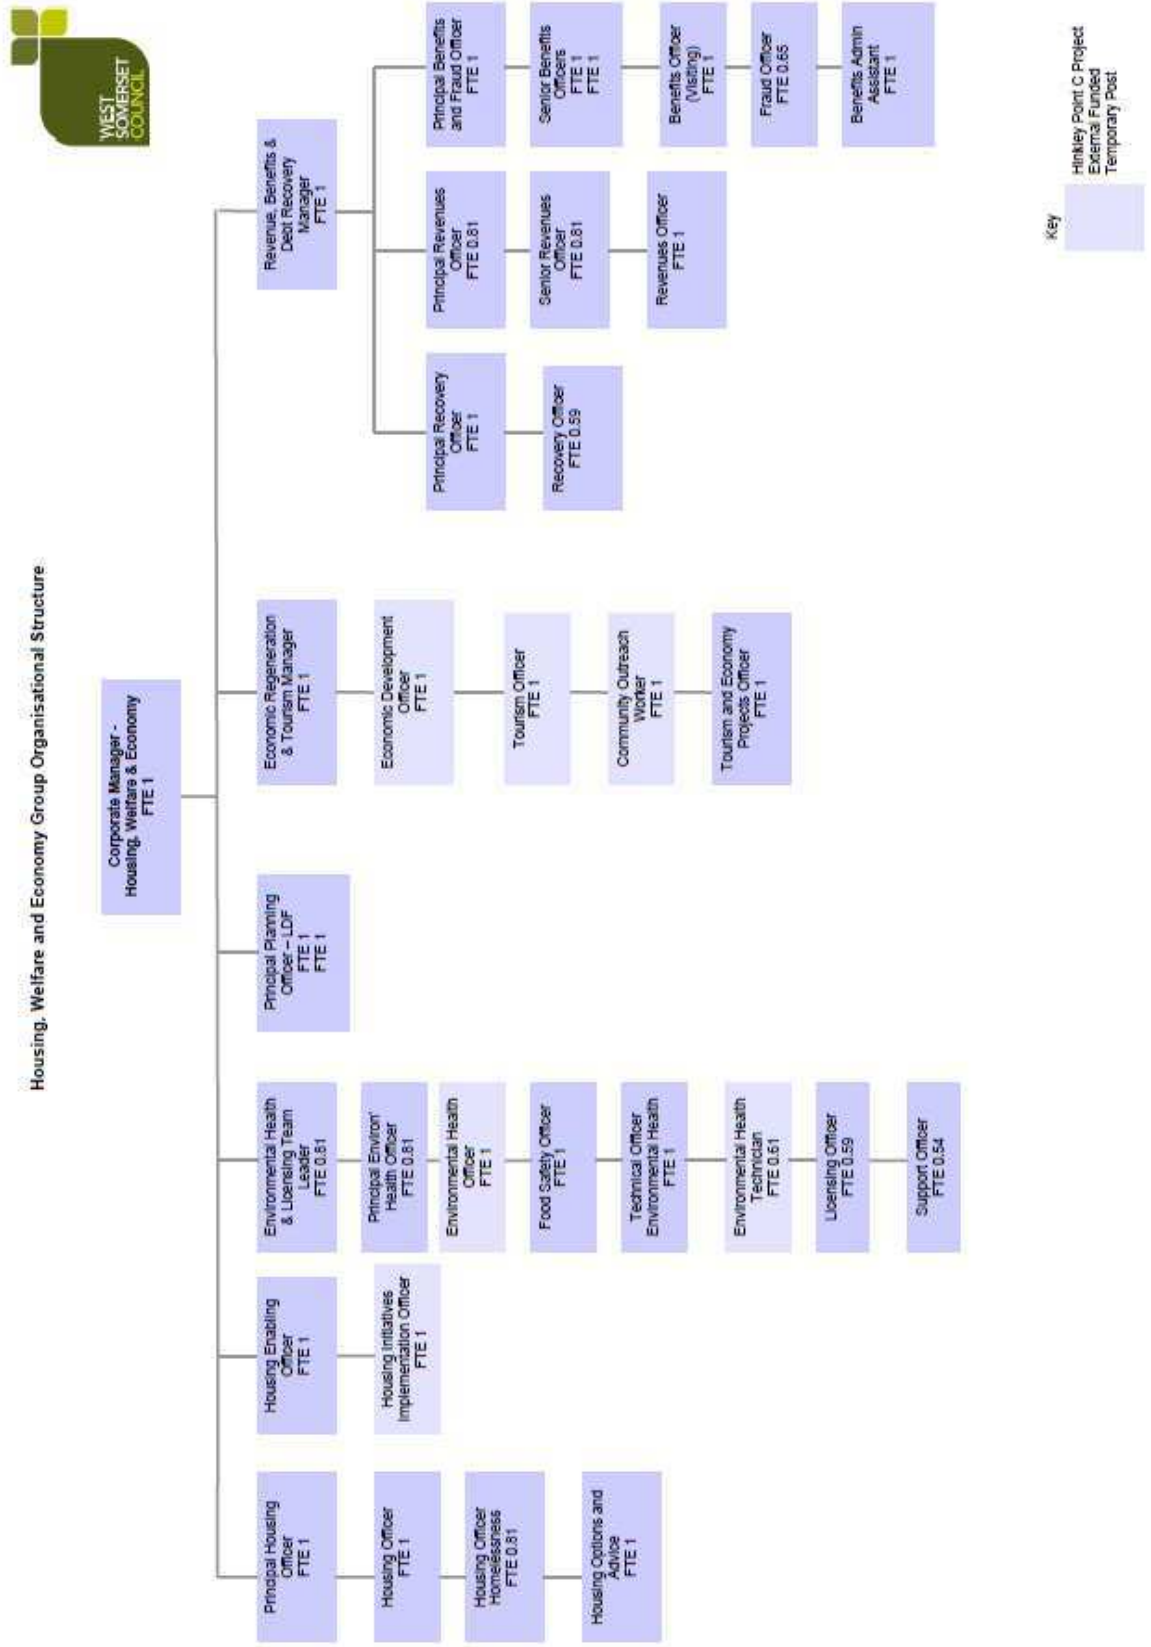 WEST
SOMERSET
COUNCIL
Housing, Welfare and Economy Group Organisational Structure
Corporate Manager -
Housing, Welfare & Economy
FTE 1
Principal Housing
Officer
FTE 1
Housing Officer
FTE 1
Housing Officer
Homelessness
FTE 0.81
Housing Options and
Advice
FTE 1
Housing Enabling
Officer
FTE 1
Housing Initiatives
Implementation Officer
FTE 1
Environmental Health
& Licensing Team
Leader
FTE 0.81
Principal Environ'
Health Officer
FTE 0.81
Environmental Health
Officer
FTE 1
Food Safety Officer
FTE 1
Technical Officer
Environmental Health
FTE 1
Environmental Health
Technician
FTE 0.61
Licensing Officer
FTE 0.59
Support Officer
FTE 0.54
Principal Planning
Officer – LDF
FTE 1
FTE 1
Economic Regeneration
& Tourism Manager
FTE 1
Economic Development
Officer
FTE 1
Tourism Officer
FTE 1
Community Outreach
Worker
FTE 1
Tourism and Economy
Projects Officer
FTE 1
Revenue, Benefits &
Debt Recovery
Manager
FTE 1
Principal Recovery
Officer
FTE 1
Recovery Officer
FTE 0.59
Principal Revenues
Officer
FTE 0.81
Senior Revenues
Officer
FTE 0.81
Revenues Officer
FTE 1
Principal Benefits
and Fraud Officer
FTE 1
Senior Benefits
Officers
FTE 1
FTE 1
Benefits Officer
(Visiting)
FTE 1
Fraud Officer
FTE 0.65
Benefits Admin
Assistant
FTE 1
Key
Hinkley Point C Project
External Funded
Temporary Post